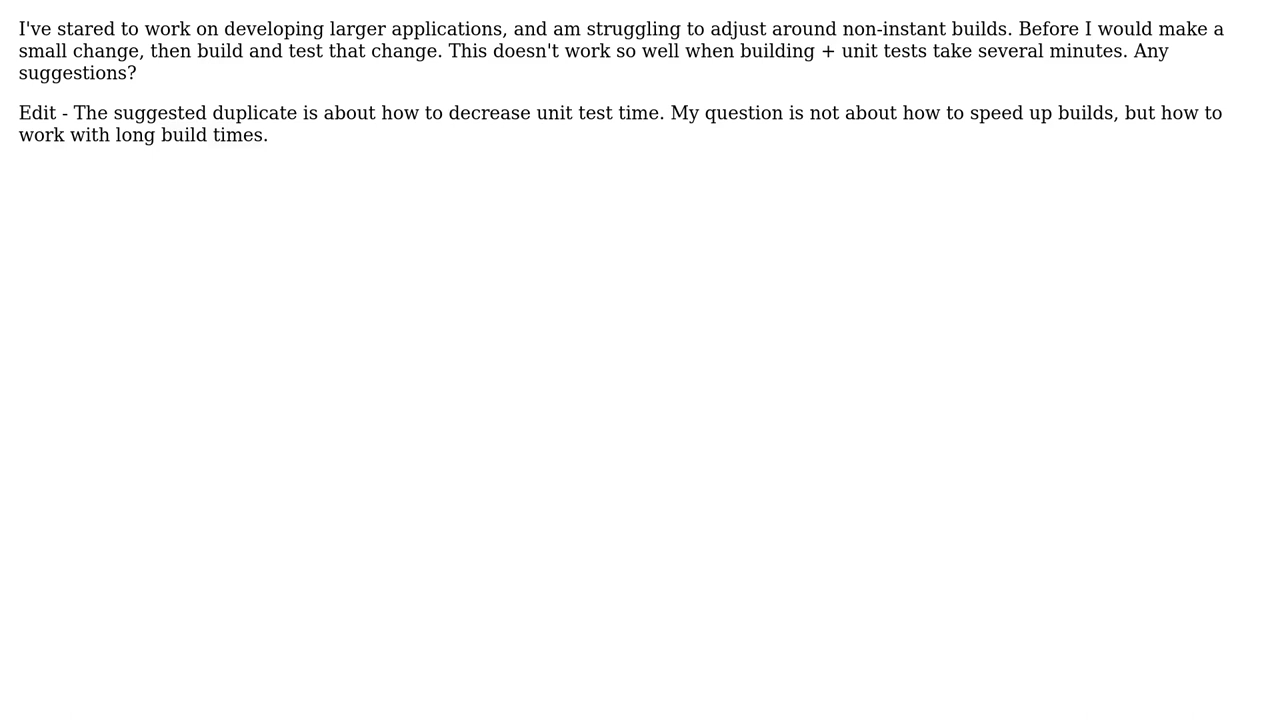 I've stared to work on developing larger applications, and am struggling to adjust around non-instant builds. Before I would make a
small change, then build and test that change. This doesn't work so well when building + unit tests take several minutes. Any
suggestions?
Edit - The suggested duplicate is about how to decrease unit test time. My question is not about how to speed up builds, but how to
work with long build times.